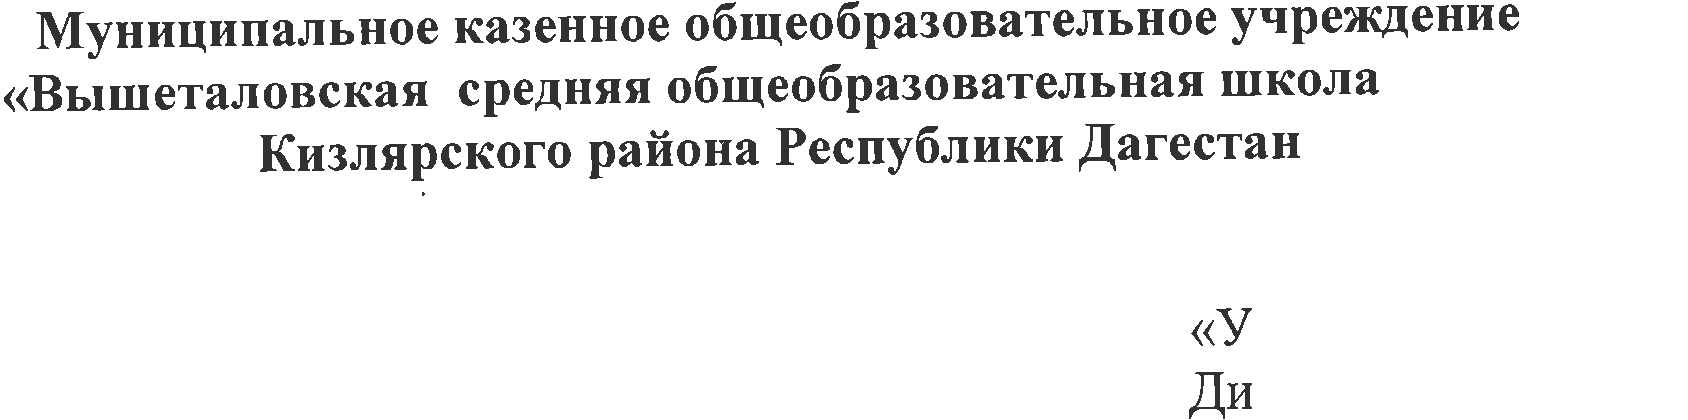 Муниципальное казенное общеобразовательное учреждение
«Вышеталовская средняя общеобразовательная школа
Кизлярского района Республики Дагестан
«У
Ди